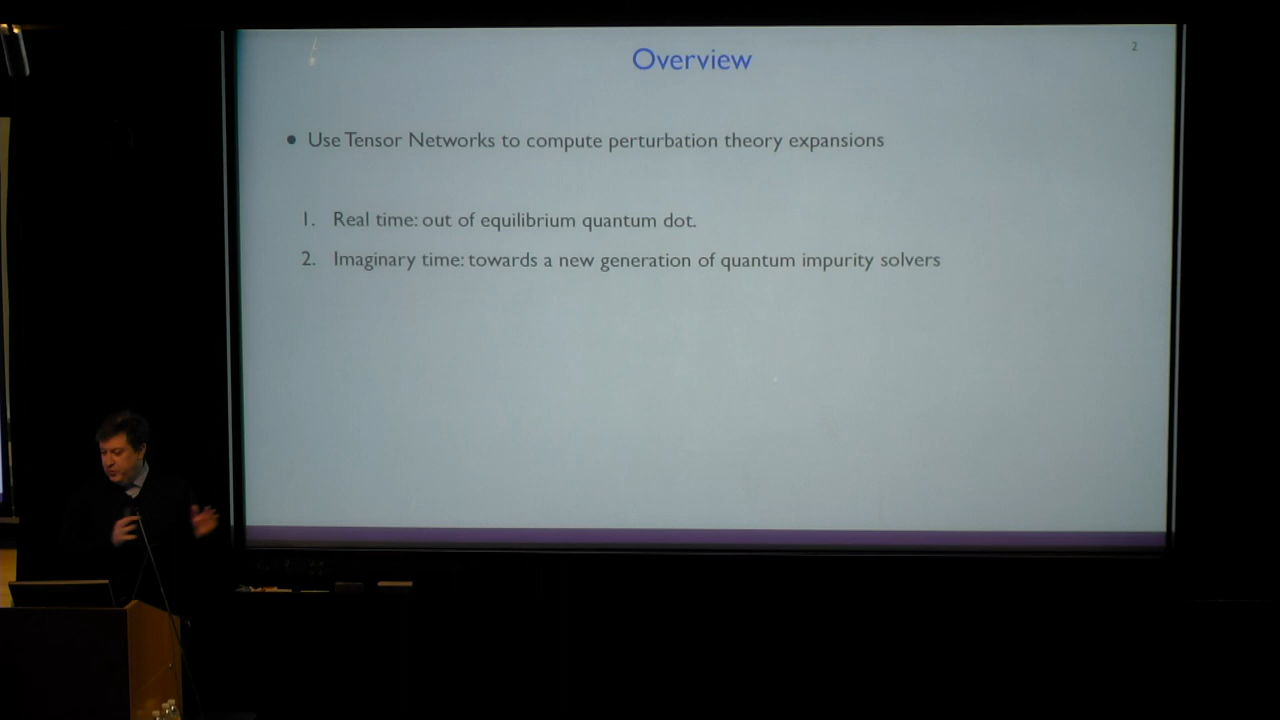 2
Overview
• Use Tensor Networks to compute perturbation theory expansions
1. Real time: out of equilibrium quantum dot.
2. Imaginary time: towards a new generation of quantum impurity solvers